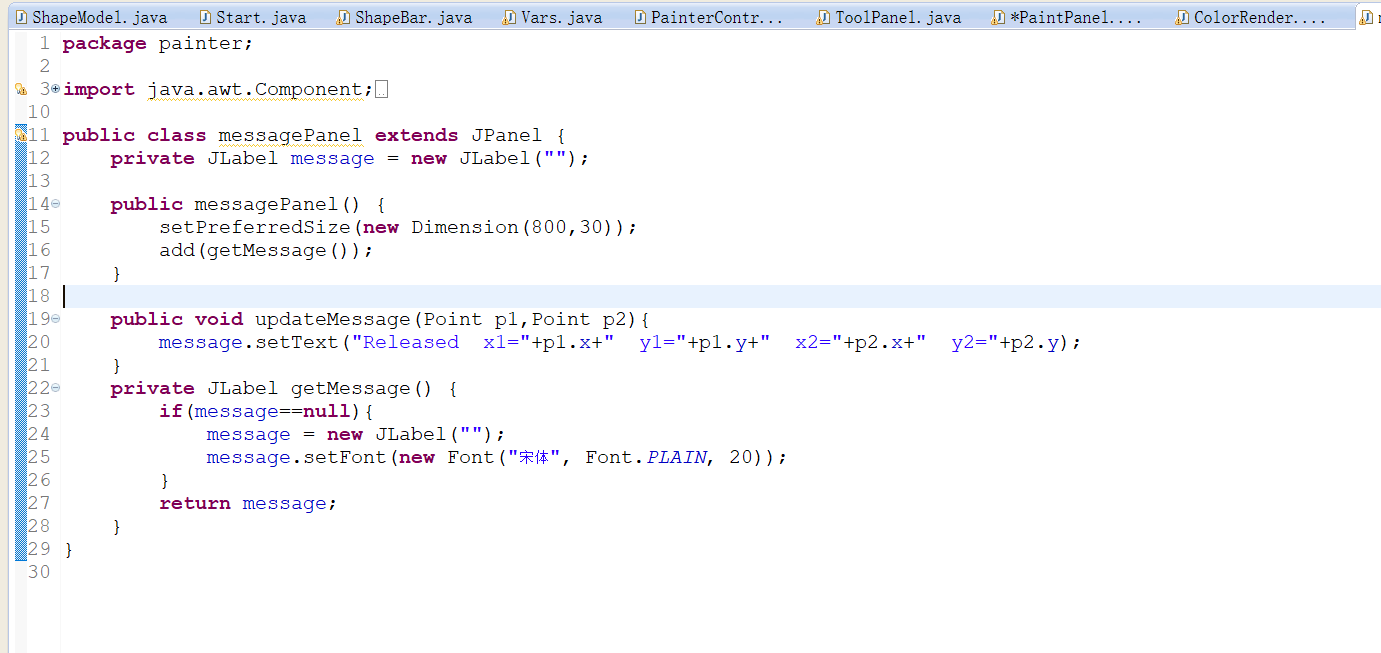 ShapeModel.java Start.java ShapeBar.java Vars.java PainterContr... ToolPanel.java *PaintPanel.... ColorRender....
1 package painter;
2
3 import java.awt.Component;
10
11 public class messagePanel extends JPanel {
12 private JLabel message = new JLabel("");
13
14 public messagePanel() {
15 setPreferredSize(new Dimension(800,30));
16 add(getMessage());
17 }
18
19 public void updateMessage(Point p1,Point p2){
20 message.setText("Released  x1="+p1.x+"  y1="+p1.y+"  x2="+p2.x+"  y2="+p2.y);
21 }
22 private JLabel getMessage() {
23 if(message==null){
24 message = new JLabel("");
25 message.setFont(new Font("宋体", Font.PLAIN, 20));
26 }
27 return message;
28 }
29 }
30